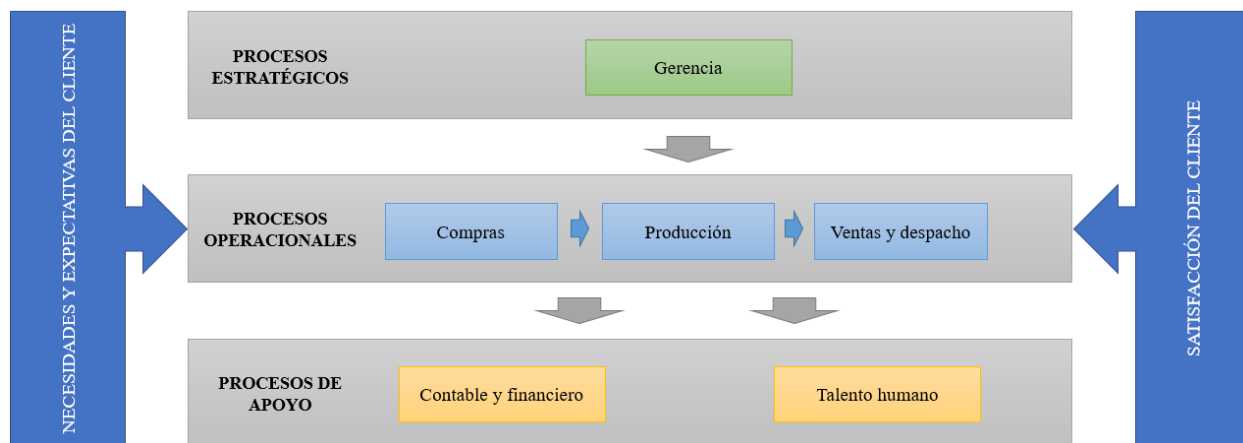 NECESIDADES Y EXPECTATIVAS DEL CLIENTE
PROCESOS
ESTRATÉGICOS
Gerencia
PROCESOS
OPERACIONALES
Compras
Producción
Ventas y despacho
PROCESOS DE
APOYO
Contable y financiero
Talento humano
SATISFACCIÓN DEL CLIENTE